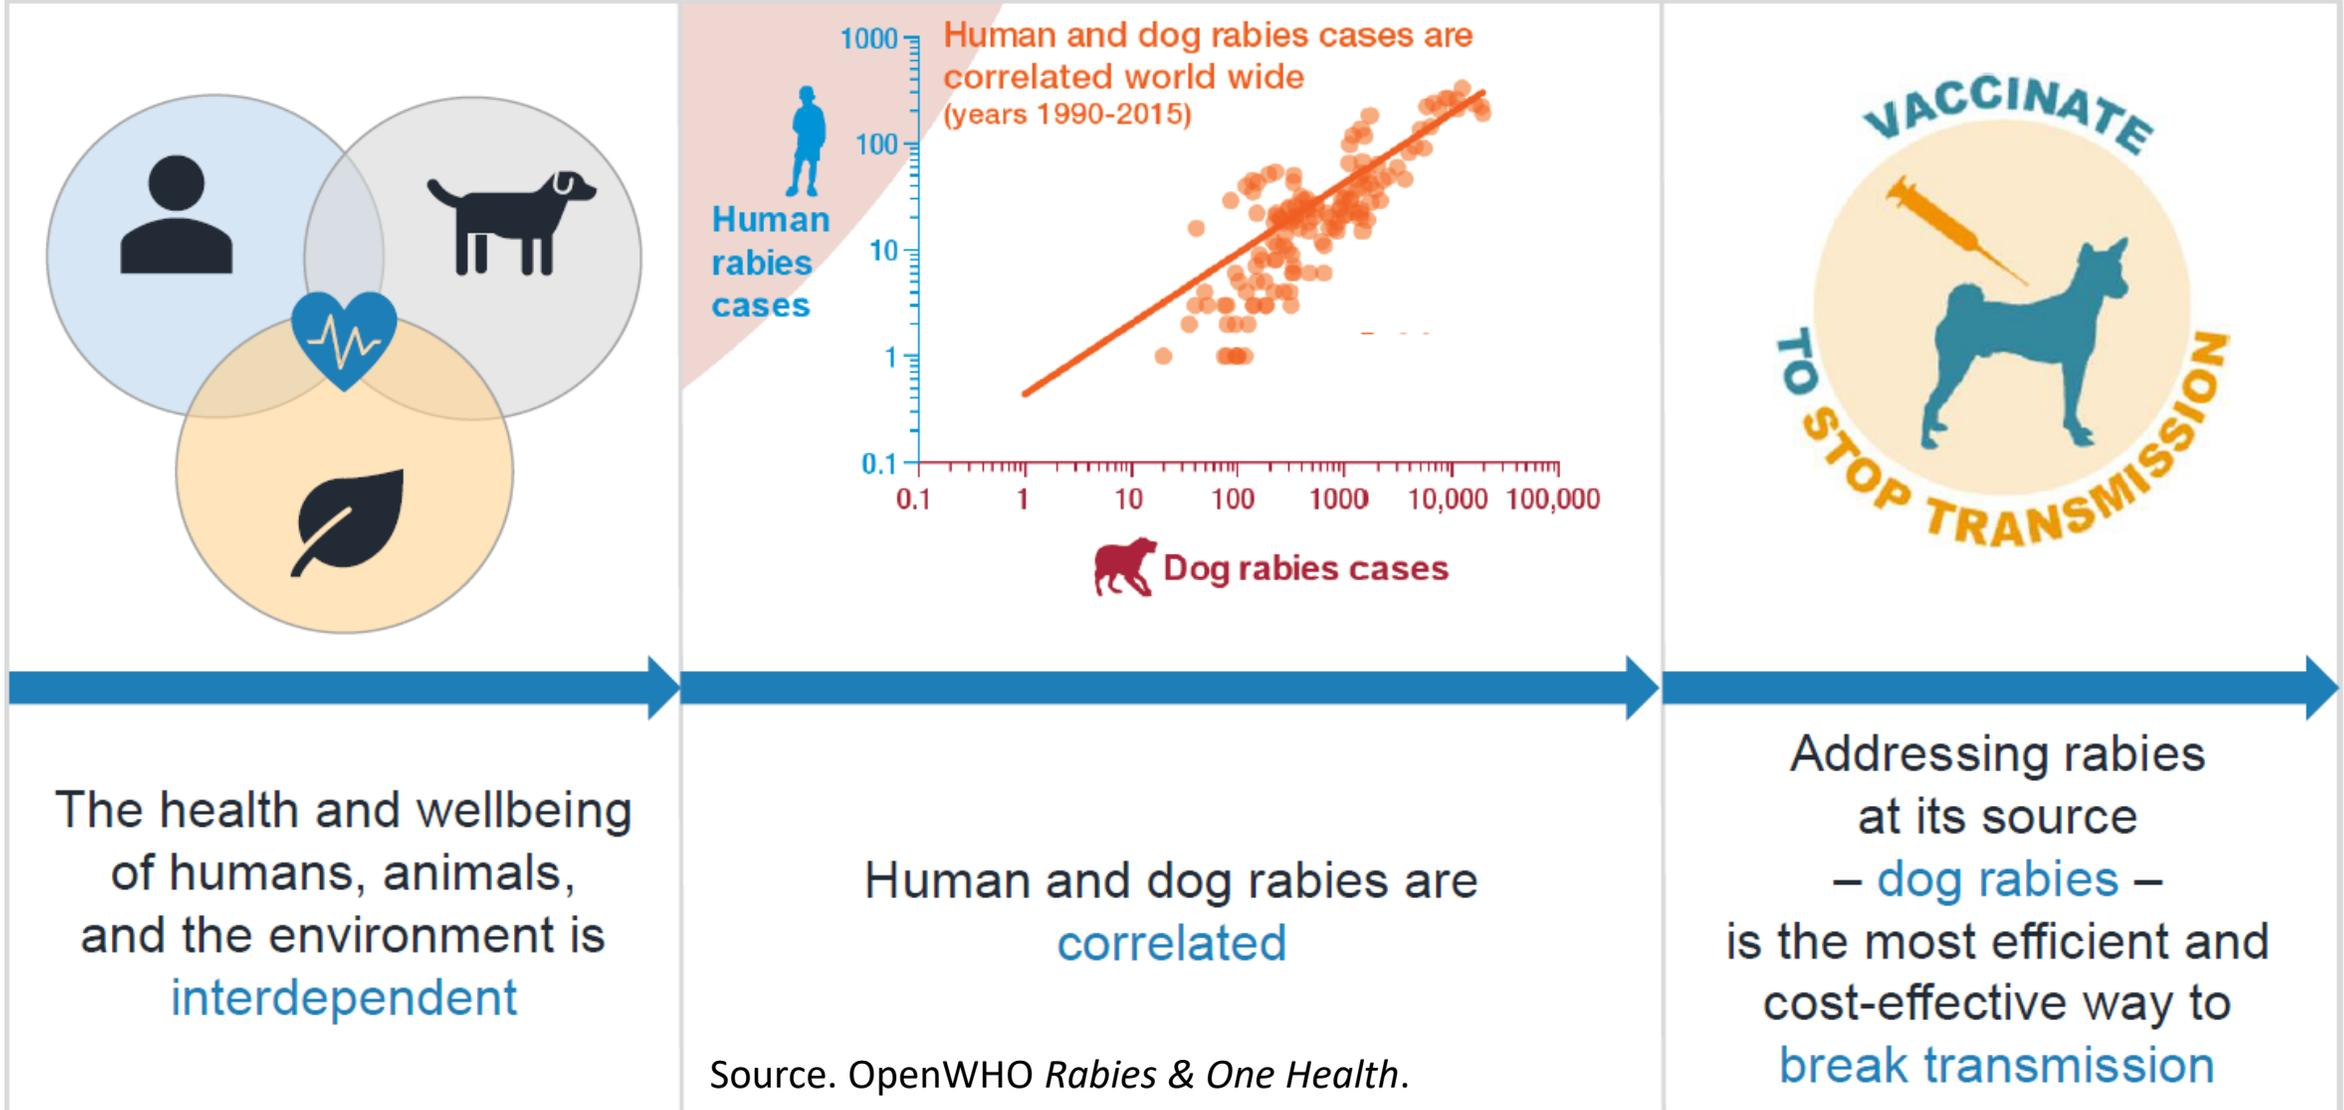 The health and wellbeing
of humans, animals,
and the environment is
interdependent
Human and dog rabies cases are
correlated world wide
(years 1990-2015)
1000
100
10
1
0.1
Human
rabies
cases
0.1 1 10 100 1000 10,000 100,000
Dog rabies cases
Human and dog rabies are
correlated
Source. OpenWHO Rabies & One Health.
VACCINATE
TO STOP TRANSMISSION
Addressing rabies
at its source
– dog rabies –
is the most efficient and
cost-effective way to
break transmission